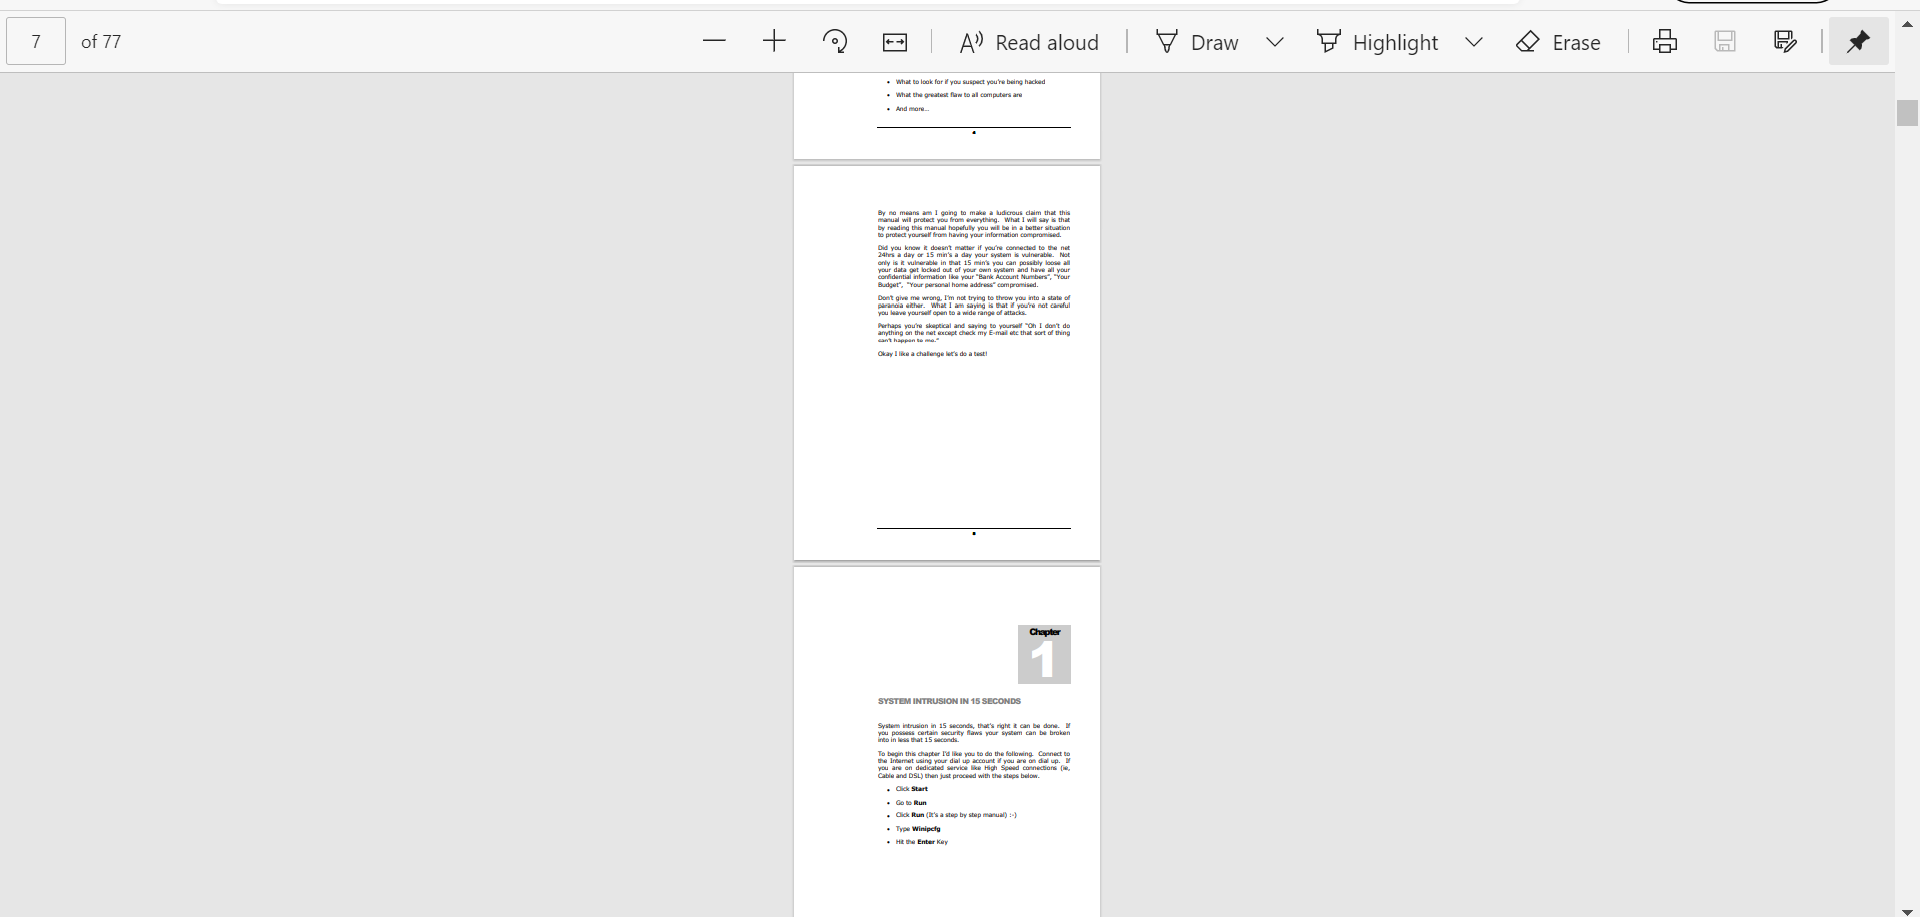 7 of 77 Read aloud Draw Highlight Erase
• What to look for if you suspect you're being hacked
• What the greatest flaw to all computers are
• And more…
By no means am I going to make a ludicrous claim that this
manual will protect you from everything. What I will say is that
by reading this manual hopefully you will be in a better situation
to protect yourself from having your information compromised.
Did you know it doesn't matter if you're connected to the net
24hrs a day or 15 min's a day your system is vulnerable. Not
only is it vulnerable in that 15 min's you can possibly loose all
your data get locked out of your own system and have all your
confidential information like your "Bank Account Numbers", "Your
Budget", "Your personal home address" compromised.
Don't give me wrong, I'm not trying to throw you into a state of
paranoia either. What I am saying is that if you're not careful
you leave yourself open to a wide range of attacks.
Perhaps you're skeptical and saying to yourself "Oh I don't do
anything on the net except check my E-mail etc that sort of thing
can't happen to me."
Okay I like a challenge let's do a test!
Chapter
1
SYSTEM INTRUSION IN 15 SECONDS
System intrusion in 15 seconds, that's right it can be done. If
you possess certain security flaws your system can be broken
into in less that 15 seconds.
To begin this chapter I'd like you to do the following. Connect to
the Internet using your dial up account if you are on dial up. If
you are on dedicated service like High Speed connections (ie,
Cable and DSL) then just proceed with the steps below.
• Click Start
• Go to Run
• Click Run (It's a step by step manual) :-)
• Type Winipcfg
• Hit the Enter Key